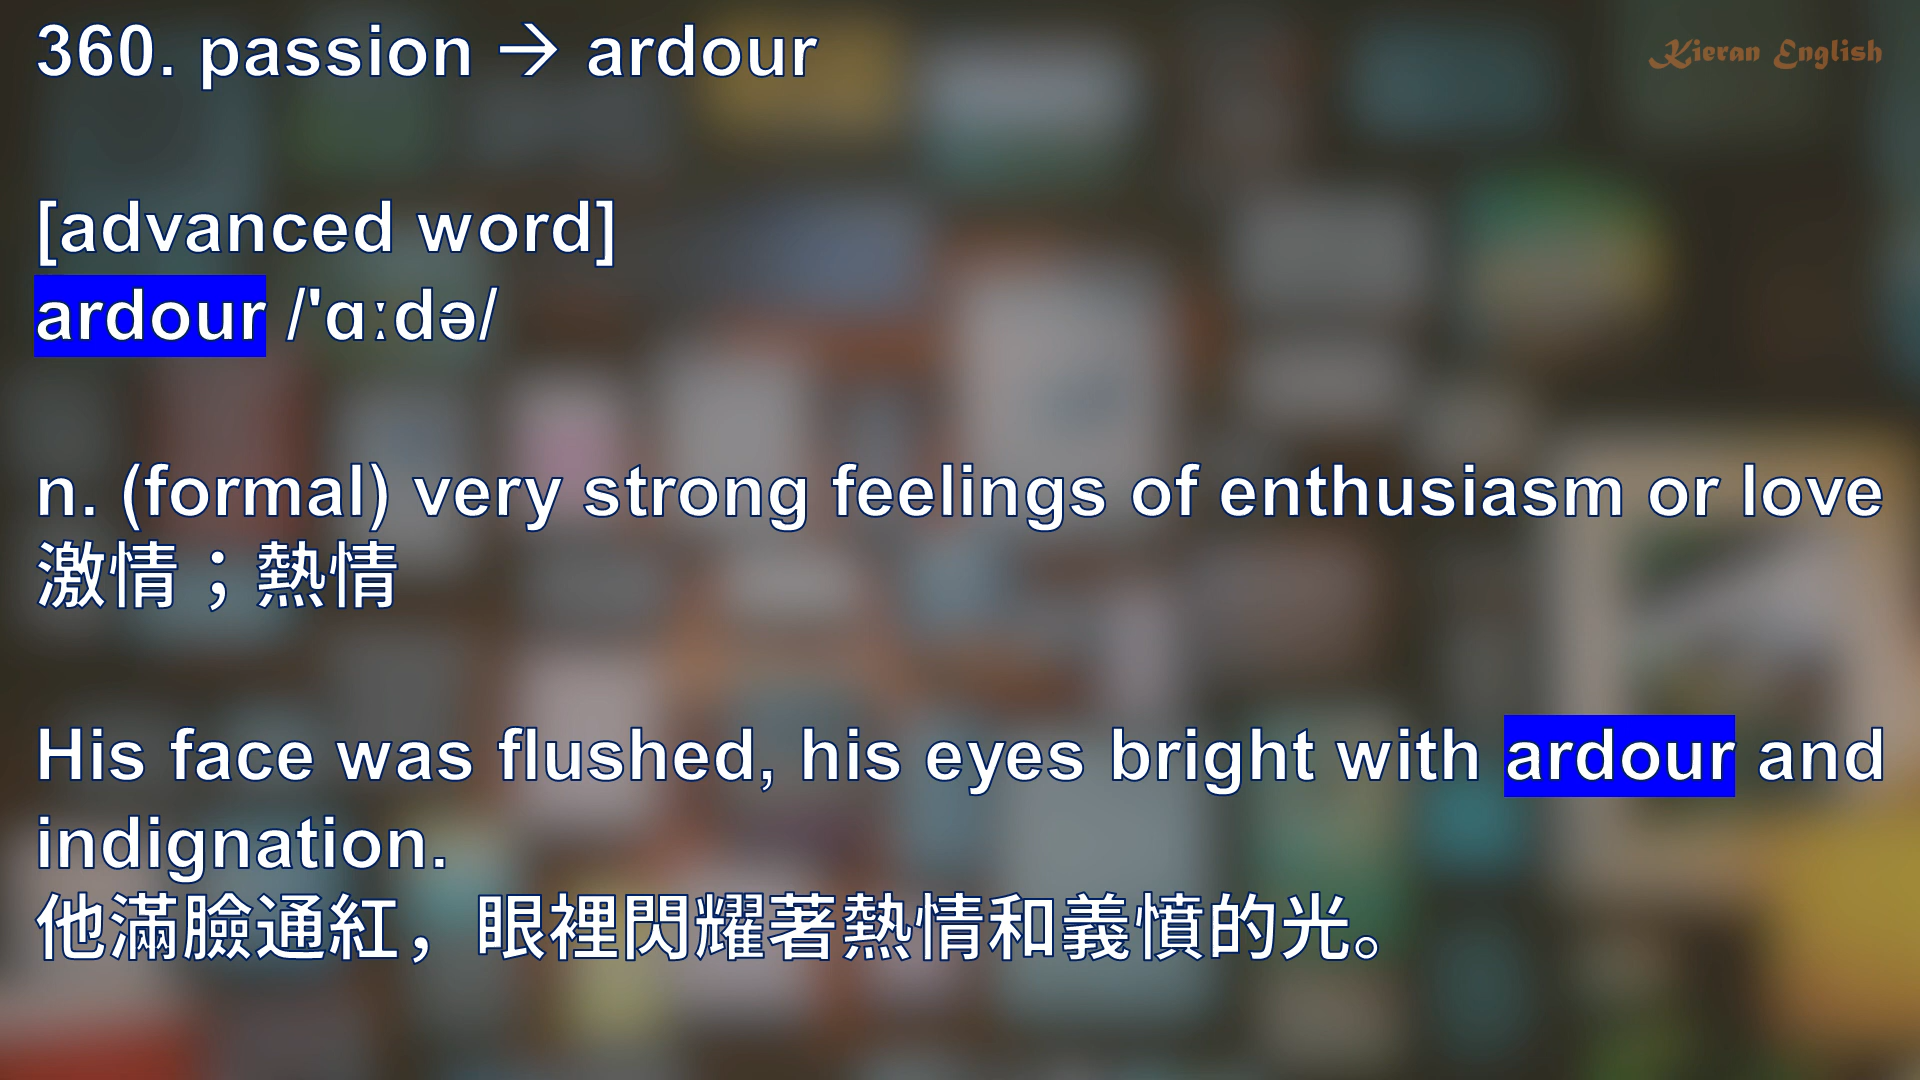 360. passion → ardour
Kieran English
[advanced word]
ardour /'ɑːdə/
n. (formal) very strong feelings of enthusiasm or love
激情；熱情
His face was flushed, his eyes bright with ardour and
indignation.
他滿臉通紅，眼裡閃耀著熱情和義憤的光。